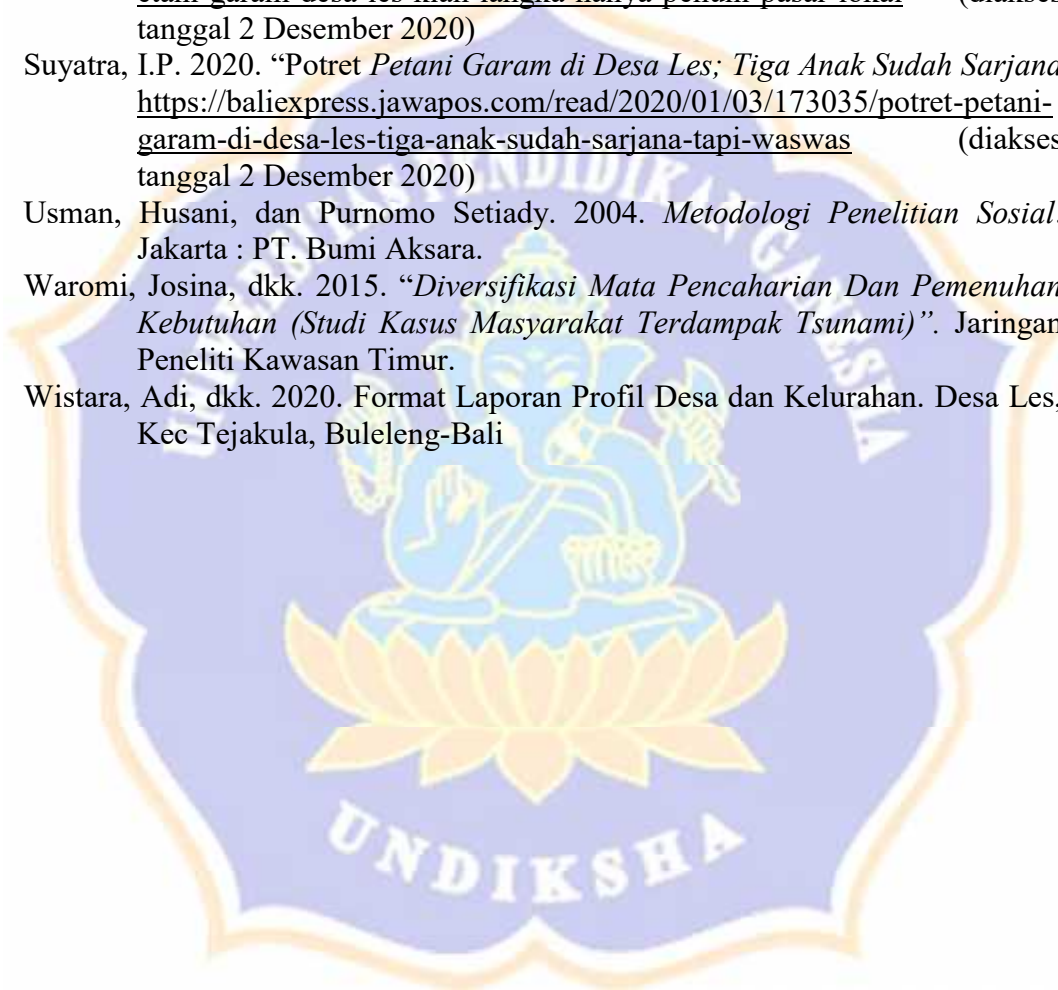 (diakses
tanggal 2 Desember 2020)
Suyatra, I.P. 2020. “Potret Petani Garam di Desa Les; Tiga Anak Sudah Sarjana
https://baliexpress.jawapos.com/read/2020/01/03/173035/potret-petani-
garam-di-desa-les-tiga-anak-sudah-sarjana-tapi-waswas (diakses
tanggal 2 Desember 2020)
Usman, Husani, dan Purnomo Setiady. 2004. Metodologi Penelitian Sosial.
Jakarta : PT. Bumi Aksara.
Waromi, Josina, dkk. 2015. “Diversifikasi Mata Pencaharian Dan Pemenuhan
Kebutuhan (Studi Kasus Masyarakat Terdampak Tsunami)”. Jaringan
Peneliti Kawasan Timur.
Wistara, Adi, dkk. 2020. Format Laporan Profil Desa dan Kelurahan. Desa Les,
Kec Tejakula, Buleleng-Bali
UNIVERSITAS PENDIDIKAN GANESHA
UNDIKSHA